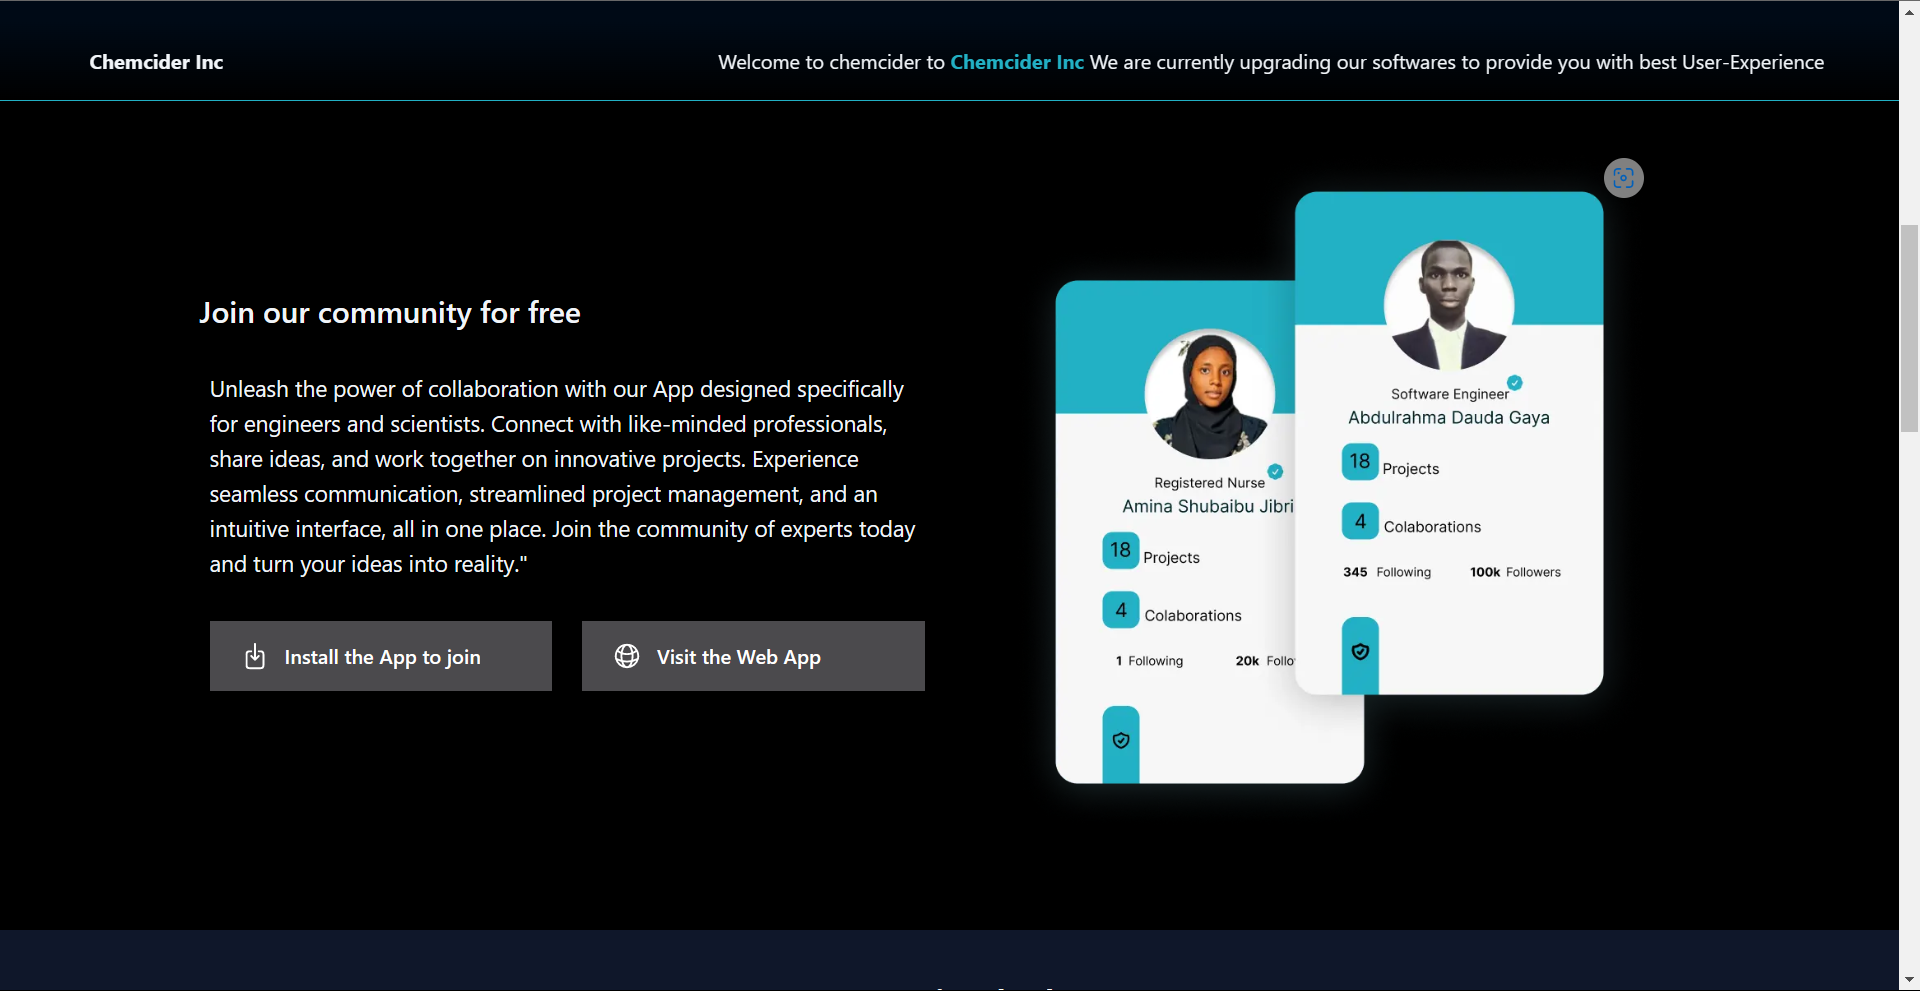 Chemcider Inc
Welcome to chemcider to Chemcider Inc We are currently upgrading our softwares to provide you with best User-Experience
Join our community for free
Unleash the power of collaboration with our App designed specifically
for engineers and scientists. Connect with like-minded professionals,
share ideas, and work together on innovative projects. Experience
seamless communication, streamlined project management, and an
intuitive interface, all in one place. Join the community of experts today
and turn your ideas into reality."
Install the App to join
Visit the Web App
Registered Nurse
Amina Shubaibu Jibri
18 Projects
4 Colaborations
1 Following 20k Follo
Software Engineer
Abdulrahma Dauda Gaya
18 Projects
4 Colaborations
345 Following 100k Followers